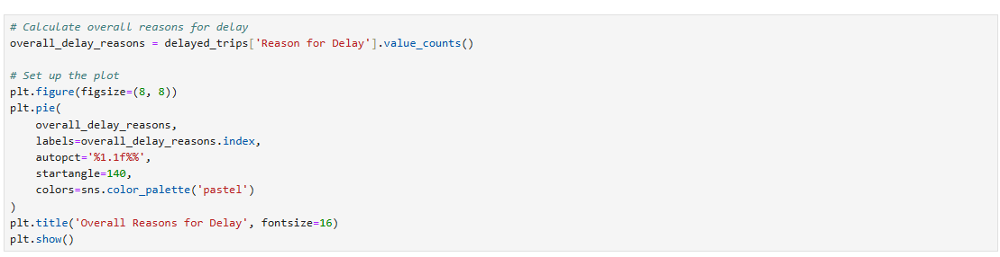 # Calculate overall reasons for delay
overall_delay_reasons = delayed_trips['Reason for Delay'].value_counts()

# Set up the plot
plt.figure(figsize=(8, 8))
plt.pie(
    overall_delay_reasons,
    labels=overall_delay_reasons.index,
    autopct='%1.1f%%',
    startangle=140,
    colors=sns.color_palette('pastel')
)
plt.title('Overall Reasons for Delay', fontsize=16)
plt.show()